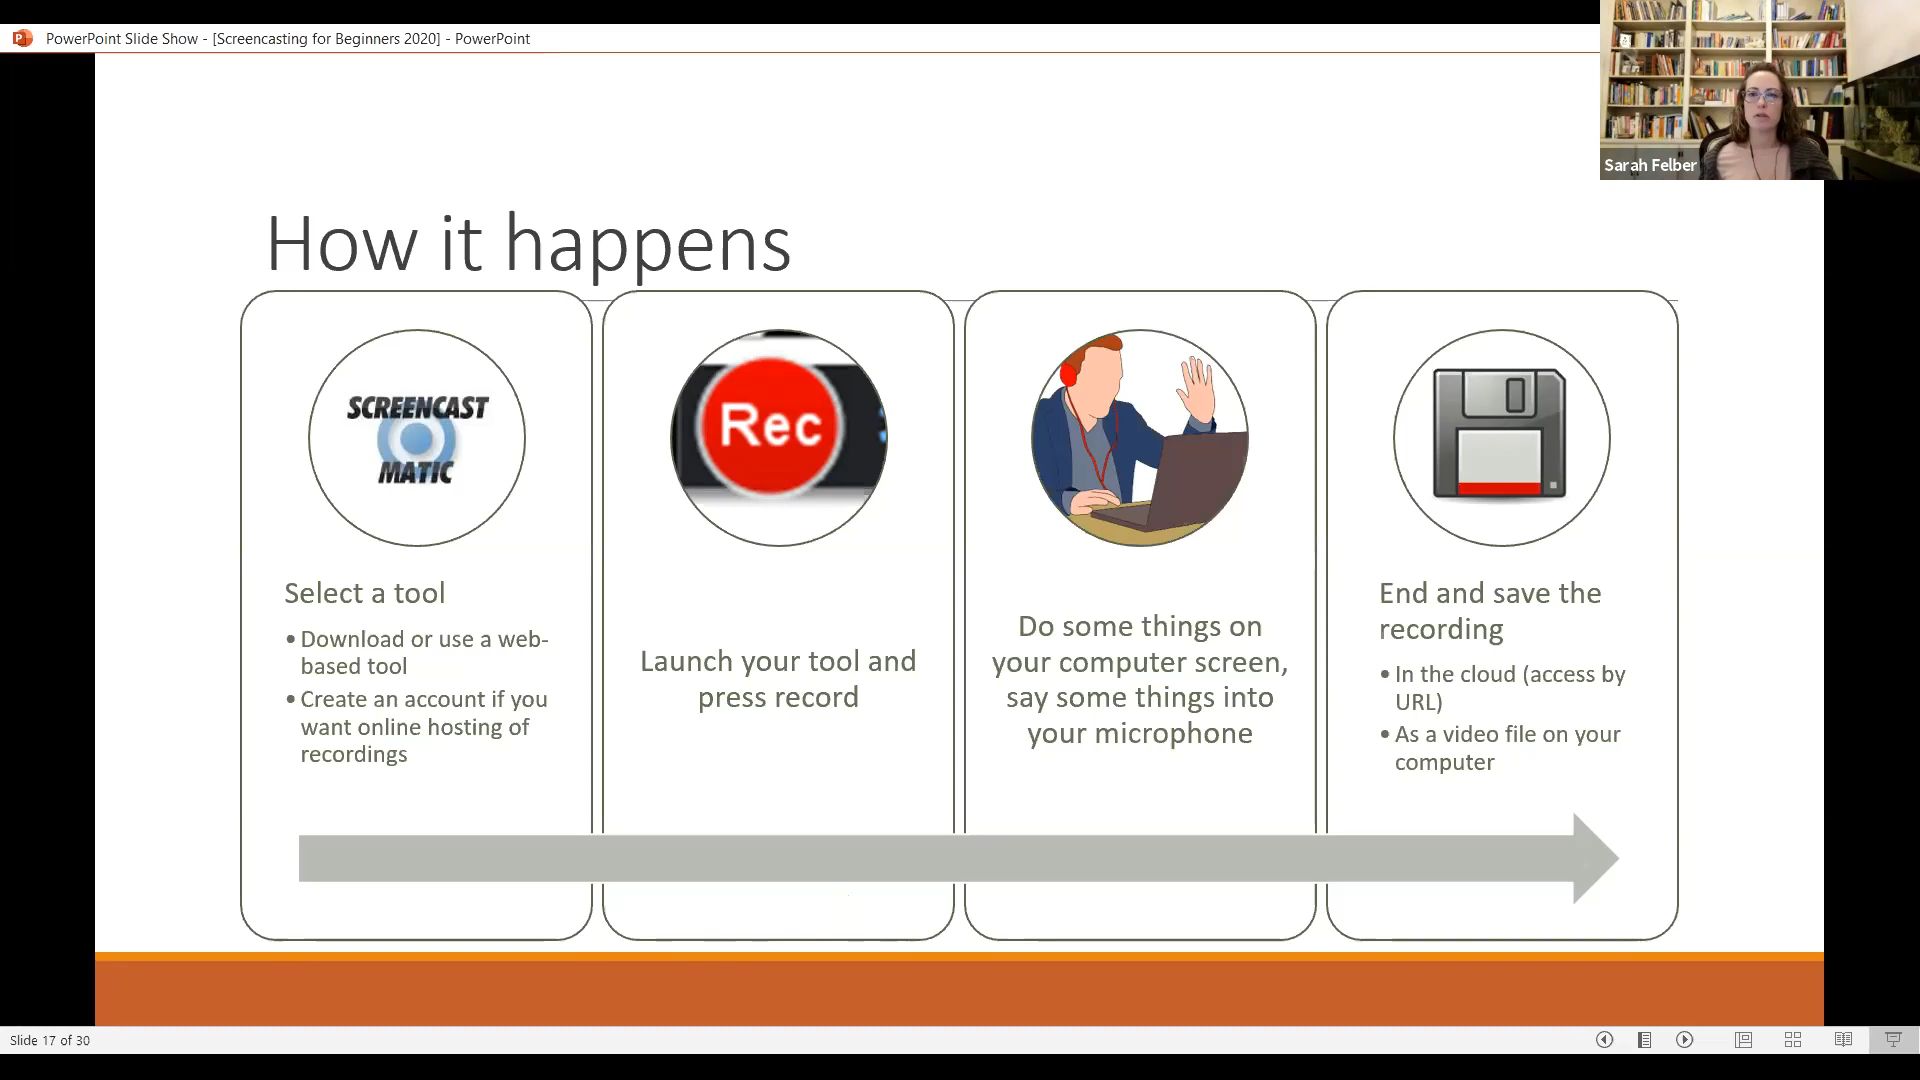 PowerPoint Slide Show - [Screencasting for Beginners 2020] - PowerPoint
Sarah Felber
How it happens
SCREENCAST
MATIC
Select a tool
• Download or use a web-
based tool
• Create an account if you
want online hosting of
recordings
Rec
Launch your tool and
press record
Do some things on
your computer screen,
say some things into
your microphone
End and save the
recording
• In the cloud (access by
URL)
• As a video file on your
computer
Slide 17 of 30